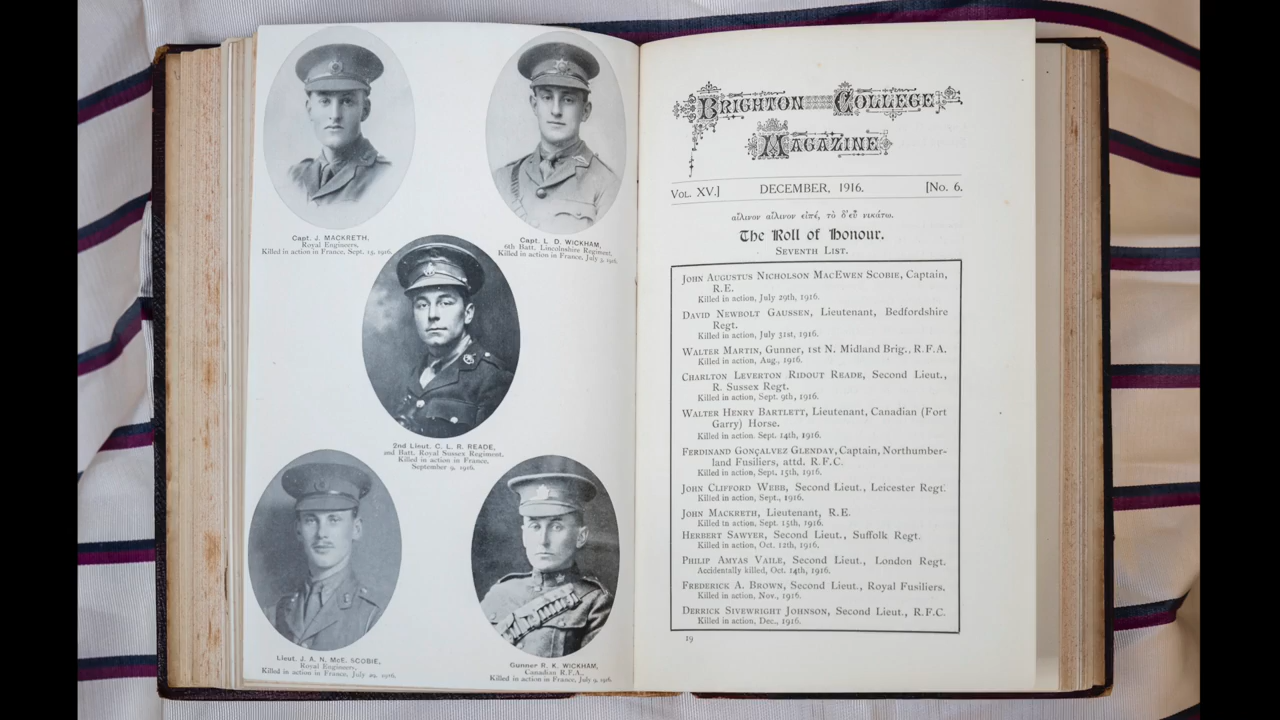 Capt. J. MACKRETH,
Royal Engineers,
Killed in action in France, Sept. 15, 1916.
Capt. L. D. WICKHAM,
6th Batt. Lincolnshire Regiment,
Killed in action in France, July 1916.
2nd Lieut. C. L. R. READE,
2nd Batt. Royal Sussex Regiment,
Killed in action in France,
September 9, 1916.
Lieut. J. A. N. McE. SCOBIE,
Royal Engineers,
Killed in action in France, July 29, 1916.
Gunner R. K. WICKHAM,
Canadian R.F.A.,
Killed in action in France, July 9, 1916.
BRIGHTON COLLEGE
MAGAZINE
VOL. XV.] DECEMBER, 1916. [No. 6.
αἴλινον αἴλινον εἰπέ, τὸ δ'εὖ νικάτω.
The Roll of Honour.
SEVENTH LIST.
JOHN AUGUSTUS NICHOLSON MACEWEN SCOBIE, Captain,
R.E.
Killed in action, July 29th, 1916.
DAVID NEWBOLT GAUSSEN, Lieutenant, Bedfordshire
Regt.
Killed in action, July 31st, 1916.
WALTER MARTIN, Gunner, 1st N. Midland Brig., R.F.A.
Killed in action, Aug., 1916.
CHARLTON LEVERTON RIDOUT READE, Second Lieut.,
R. Sussex Regt.
Killed in action, Sept. 9th, 1916.
WALTER HENRY BARTLETT, Lieutenant, Canadian (Fort
Garry) Horse.
Killed in action, Sept. 14th, 1916.
FERDINAND GONÇALVEZ GLENDAY, Captain, Northumber-
land Fusiliers, attd. R.F.C.
Killed in action, Sept. 15th, 1916.
JOHN CLIFFORD WEBB, Second Lieut., Leicester Regt.
Killed in action, Sept., 1916.
JOHN MACKRETH, Lieutenant, R.E.
Killed in action, Sept. 15th, 1916.
HERBERT SAWYER, Second Lieut., Suffolk Regt.
Killed in action, Oct. 12th, 1916.
PHILIP AMYAS VAILE, Second Lieut., London Regt.
Accidentally killed, Oct. 14th, 1916.
FREDERICK A. BROWN, Second Lieut., Royal Fusiliers.
Killed in action, Nov., 1916.
DERRICK SIVEWRIGHT JOHNSON, Second Lieut., R.F.C.
Killed in action, Dec., 1916.
19